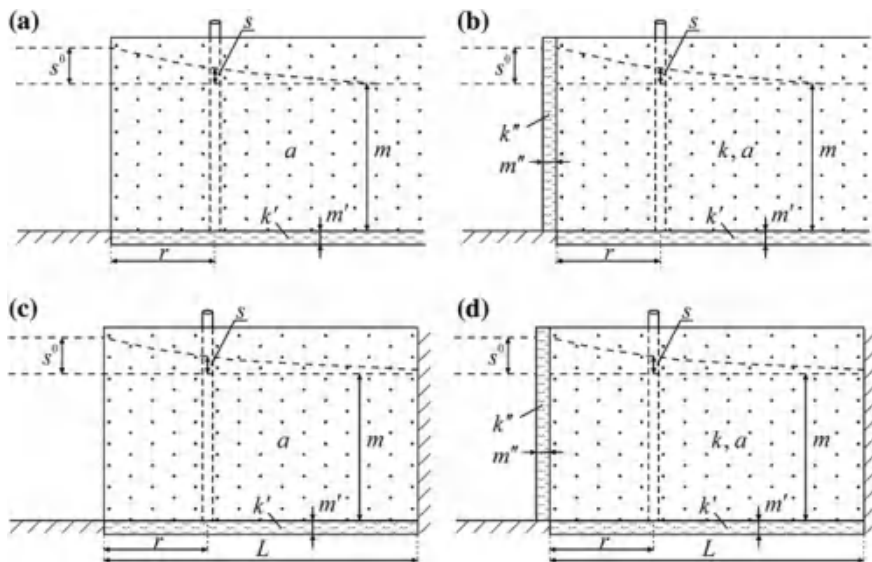 (a)
s
s⁰
a
m
k′
m′
r
(b)
s
s⁰
k″
k, a
m
m″
k′
m′
r
(c)
s
s⁰
a
m
k′
m′
r
L
(d)
s
s⁰
k″
k, a
m
m″
k′
m′
r
L